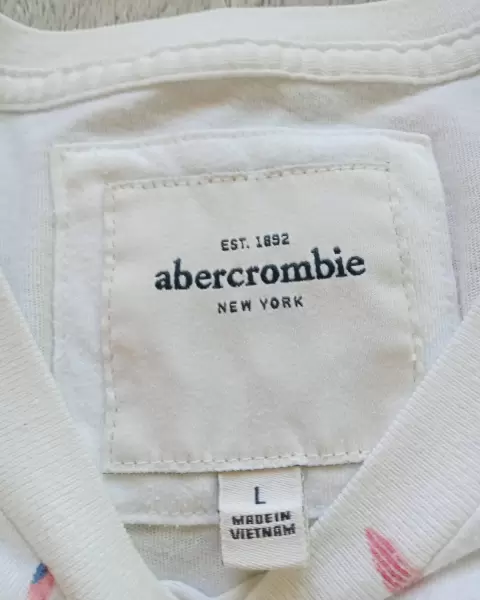 EST. 1892
abercrombie
NEW YORK
L
MADE IN
VIETNAM